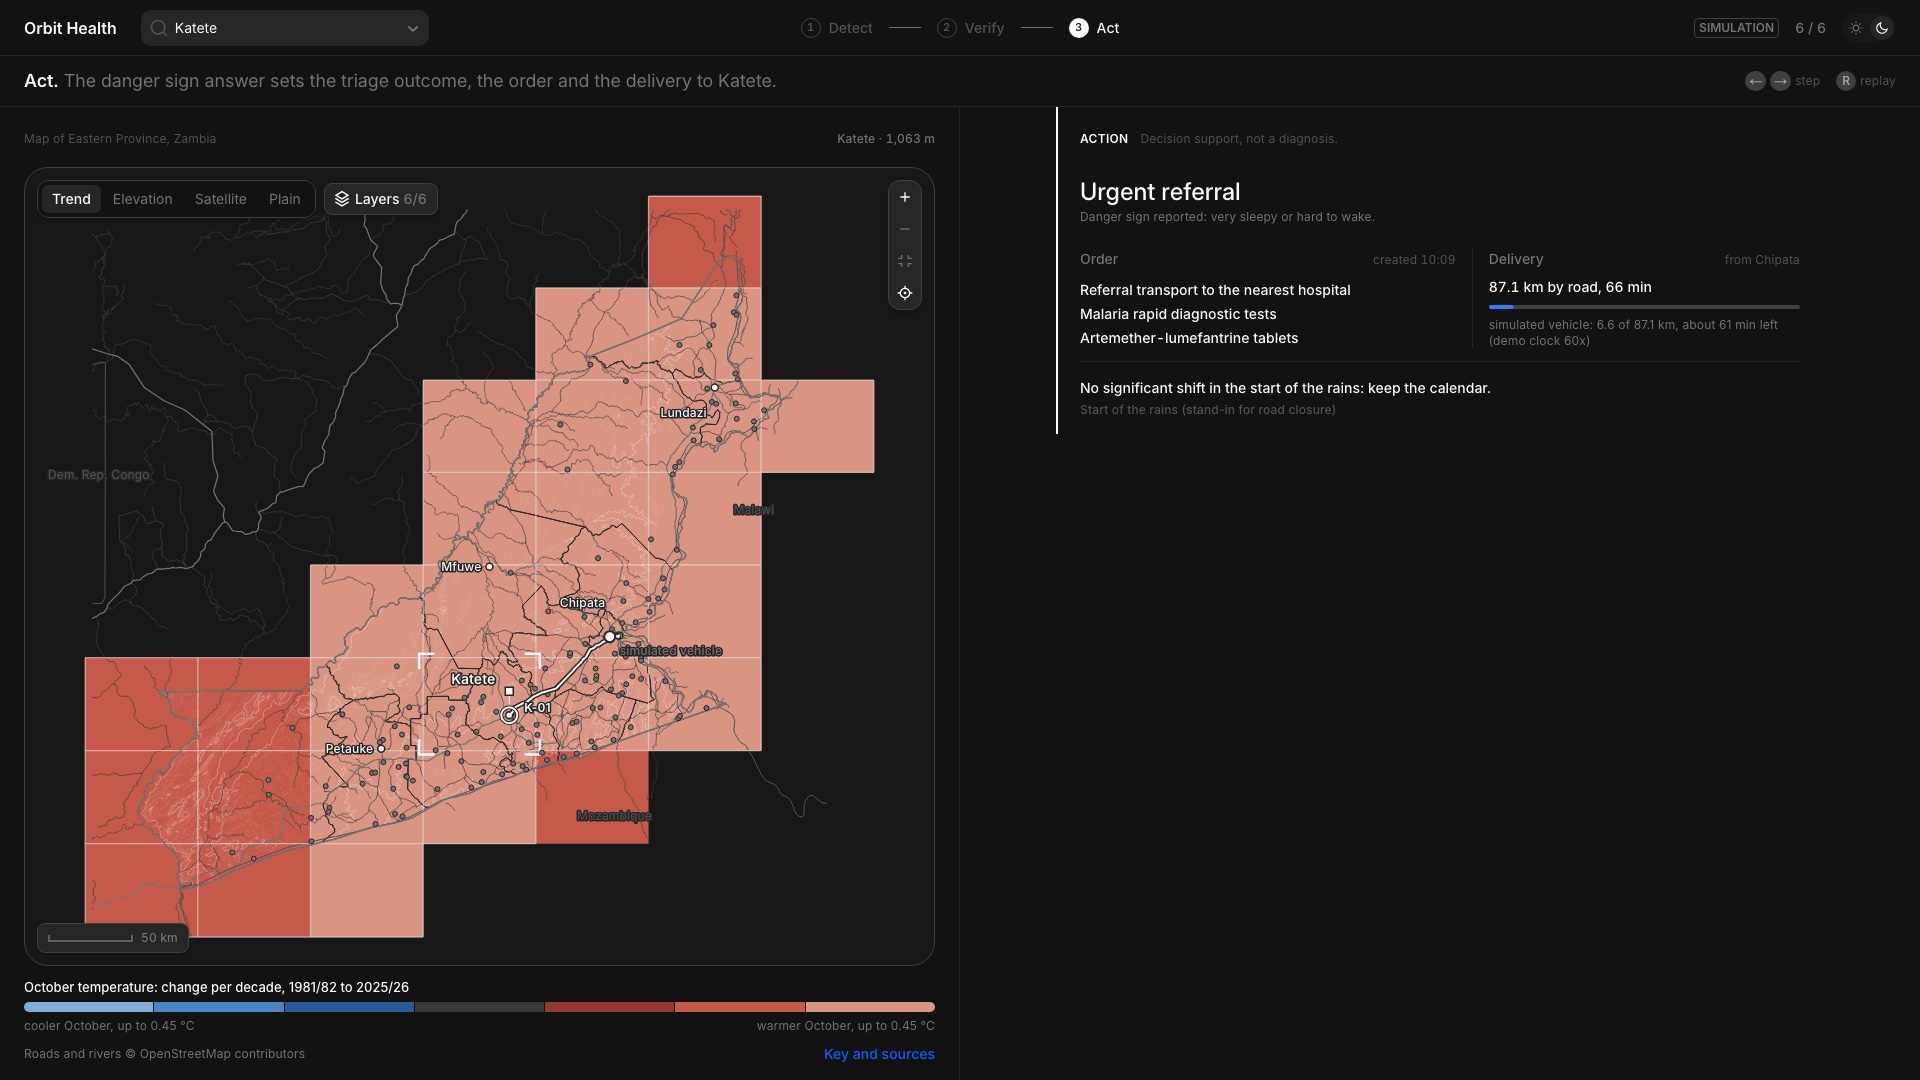 Orbit Health
Katete
1 Detect
2 Verify
3 Act
SIMULATION
6 / 6
Act. The danger sign answer sets the triage outcome, the order and the delivery to Katete.
← → step
R replay
Map of Eastern Province, Zambia
Katete · 1,063 m
Trend
Elevation
Satellite
Plain
Layers 6/6
Lundazi
Dem. Rep. Congo
Malawi
Mfuwe
Chipata
simulated vehicle
Katete
K-01
Petauke
Mozambique
50 km
October temperature: change per decade, 1981/82 to 2025/26
cooler October, up to 0.45 °C
warmer October, up to 0.45 °C
Roads and rivers © OpenStreetMap contributors
Key and sources
ACTION
Decision support, not a diagnosis.
Urgent referral
Danger sign reported: very sleepy or hard to wake.
Order
created 10:09
Referral transport to the nearest hospital
Malaria rapid diagnostic tests
Artemether-lumefantrine tablets
Delivery
from Chipata
87.1 km by road, 66 min
simulated vehicle: 6.6 of 87.1 km, about 61 min left
(demo clock 60x)
No significant shift in the start of the rains: keep the calendar.
Start of the rains (stand-in for road closure)